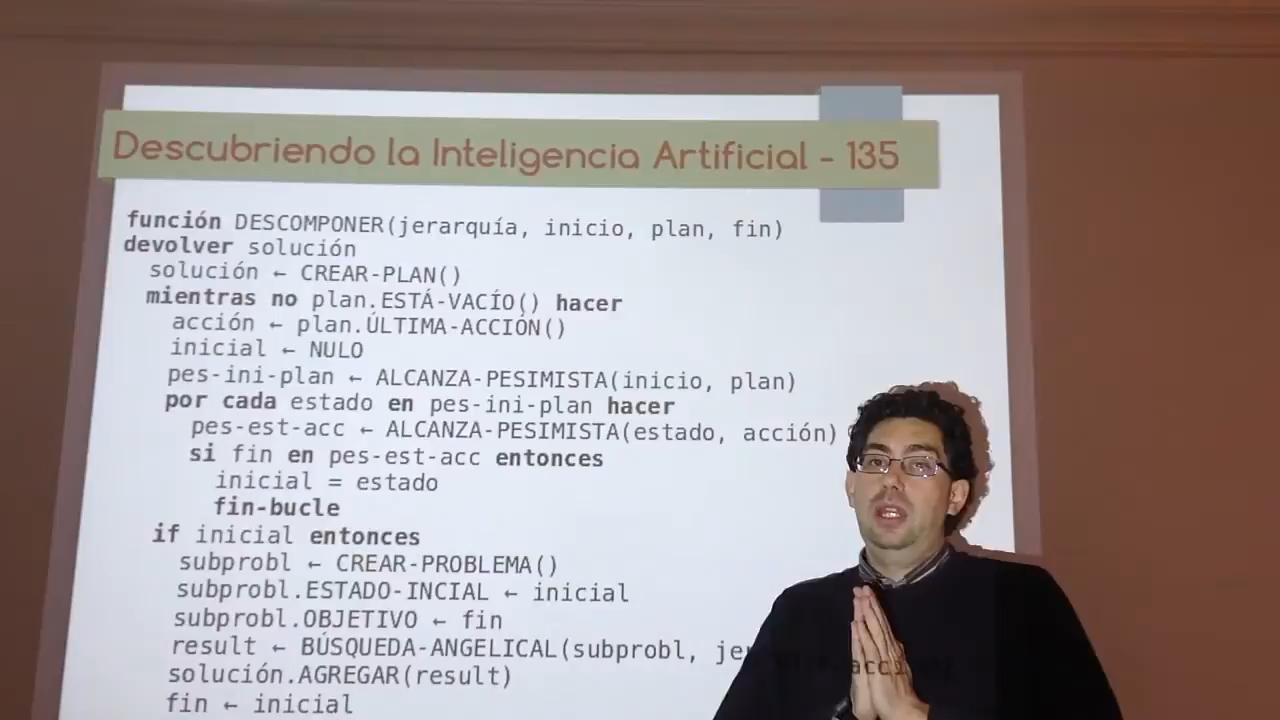 Descubriendo la Inteligencia Artificial - 135
función DESCOMPONER(jerarquía, inicio, plan, fin)
devolver solución
solución ← CREAR-PLAN()
mientras no plan.ESTÁ-VACÍO() hacer
acción ← plan.ÚLTIMA-ACCIÓN()
inicial ← NULO
pes-ini-plan ← ALCANZA-PESIMISTA(inicio, plan)
por cada estado en pes-ini-plan hacer
pes-est-acc ← ALCANZA-PESIMISTA(estado, acción)
si fin en pes-est-acc entonces
inicial = estado
fin-bucle
if inicial entonces
subprobl ← CREAR-PROBLEMA()
subprobl.ESTADO-INCIAL ← inicial
subprobl.OBJETIVO ← fin
result ← BÚSQUEDA-ANGELICAL(subprobl,
solución.AGREGAR(result)
fin ← inicial